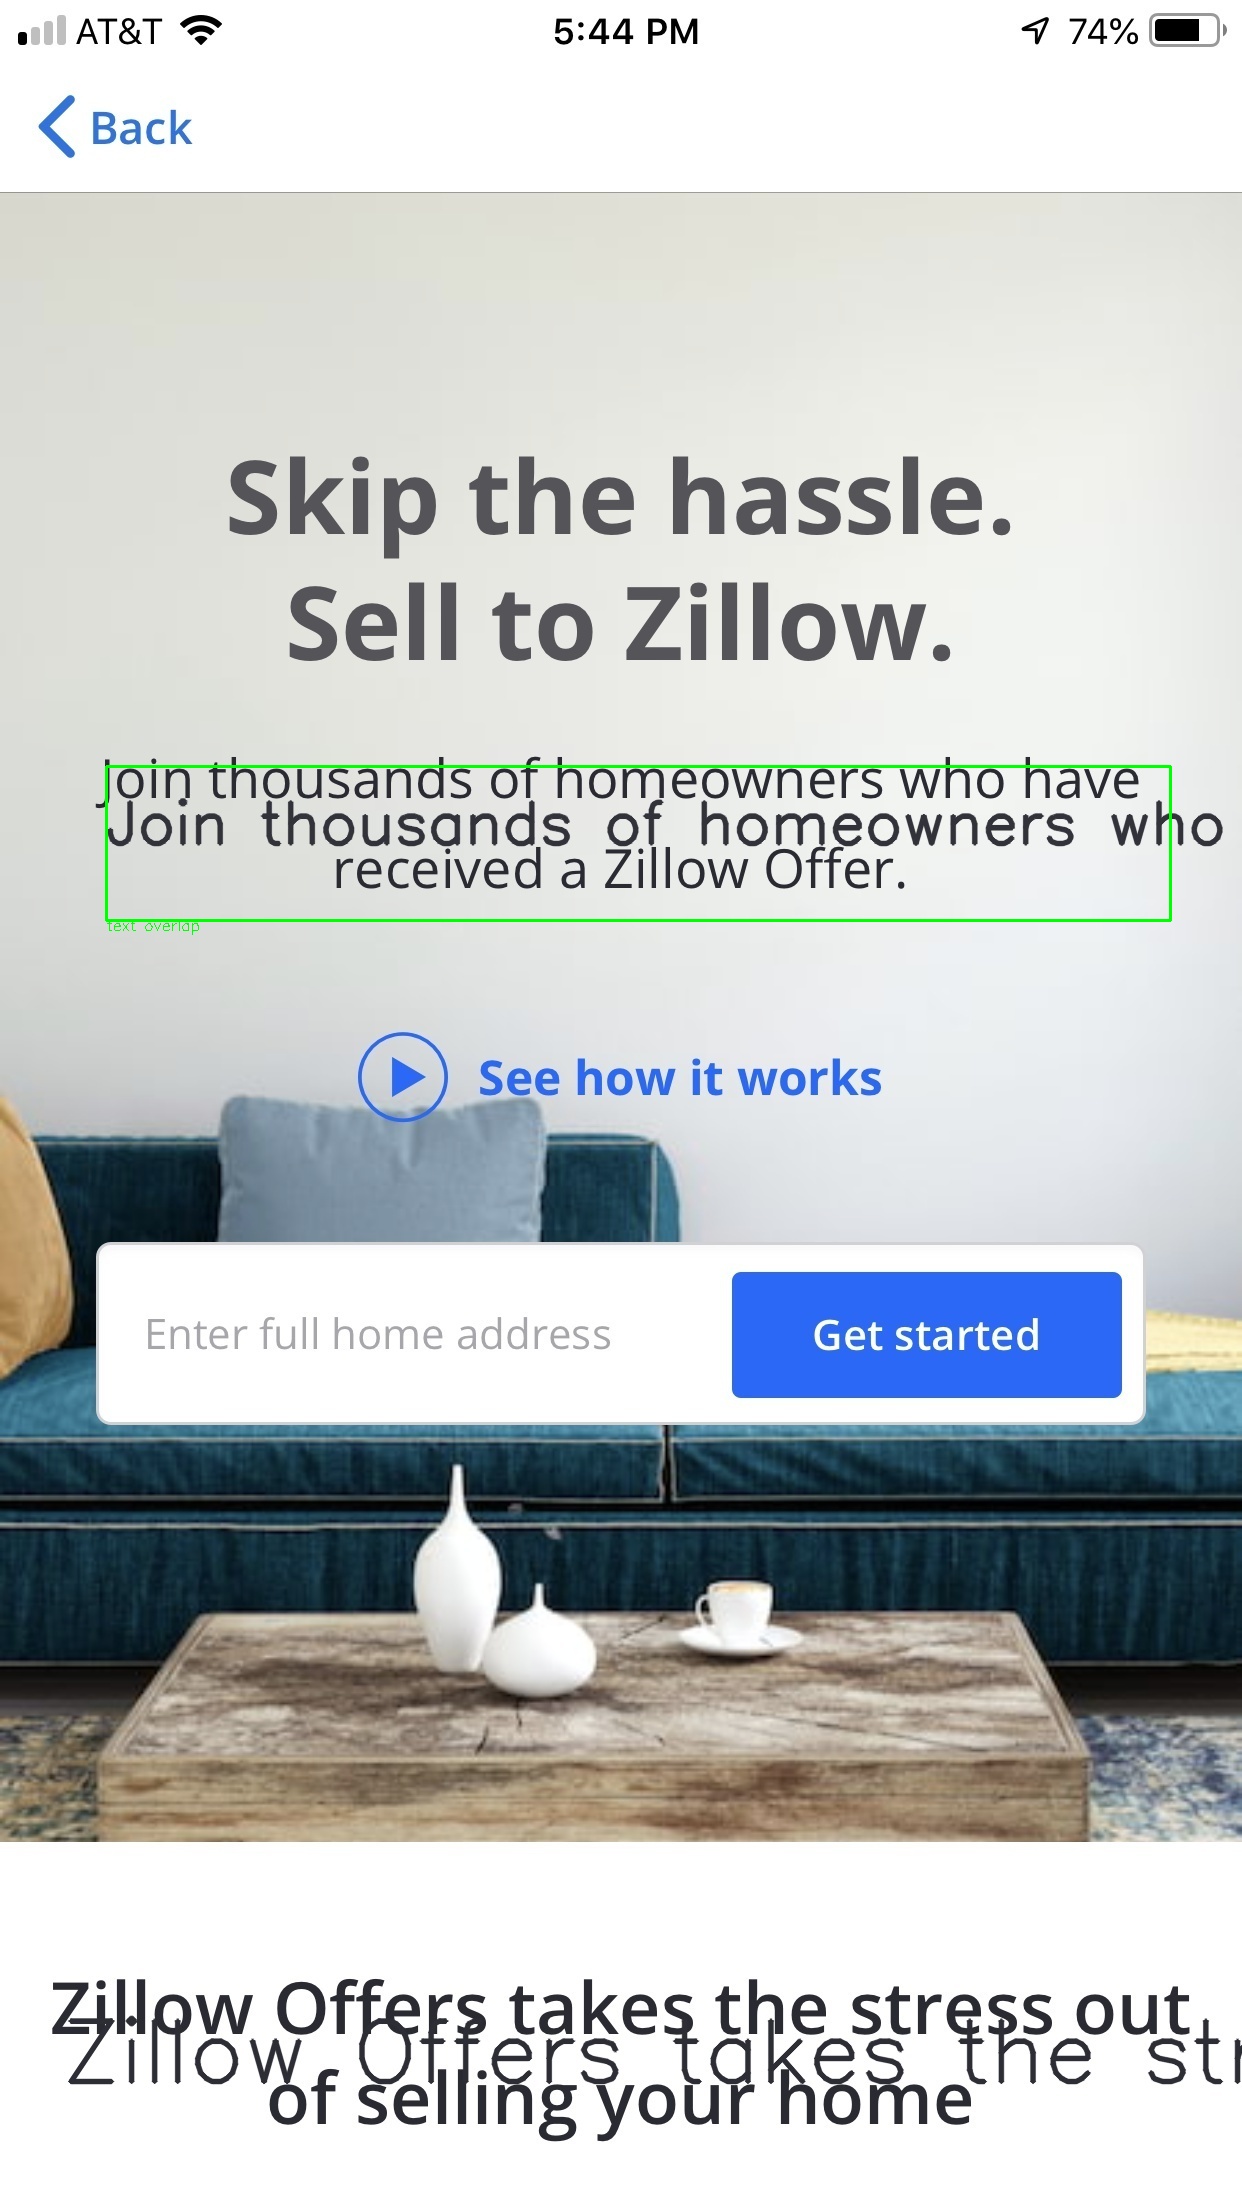 AT&T
5:44 PM
74%
Back
Skip the hassle.
Sell to Zillow.
Join thousands of homeowners who have
Join thousands of homeowners who
received a Zillow Offer.
text overlap
See how it works
Enter full home address
Get started
Zillow Offers takes the stress out
Zillow Offers takes the str
of selling your home